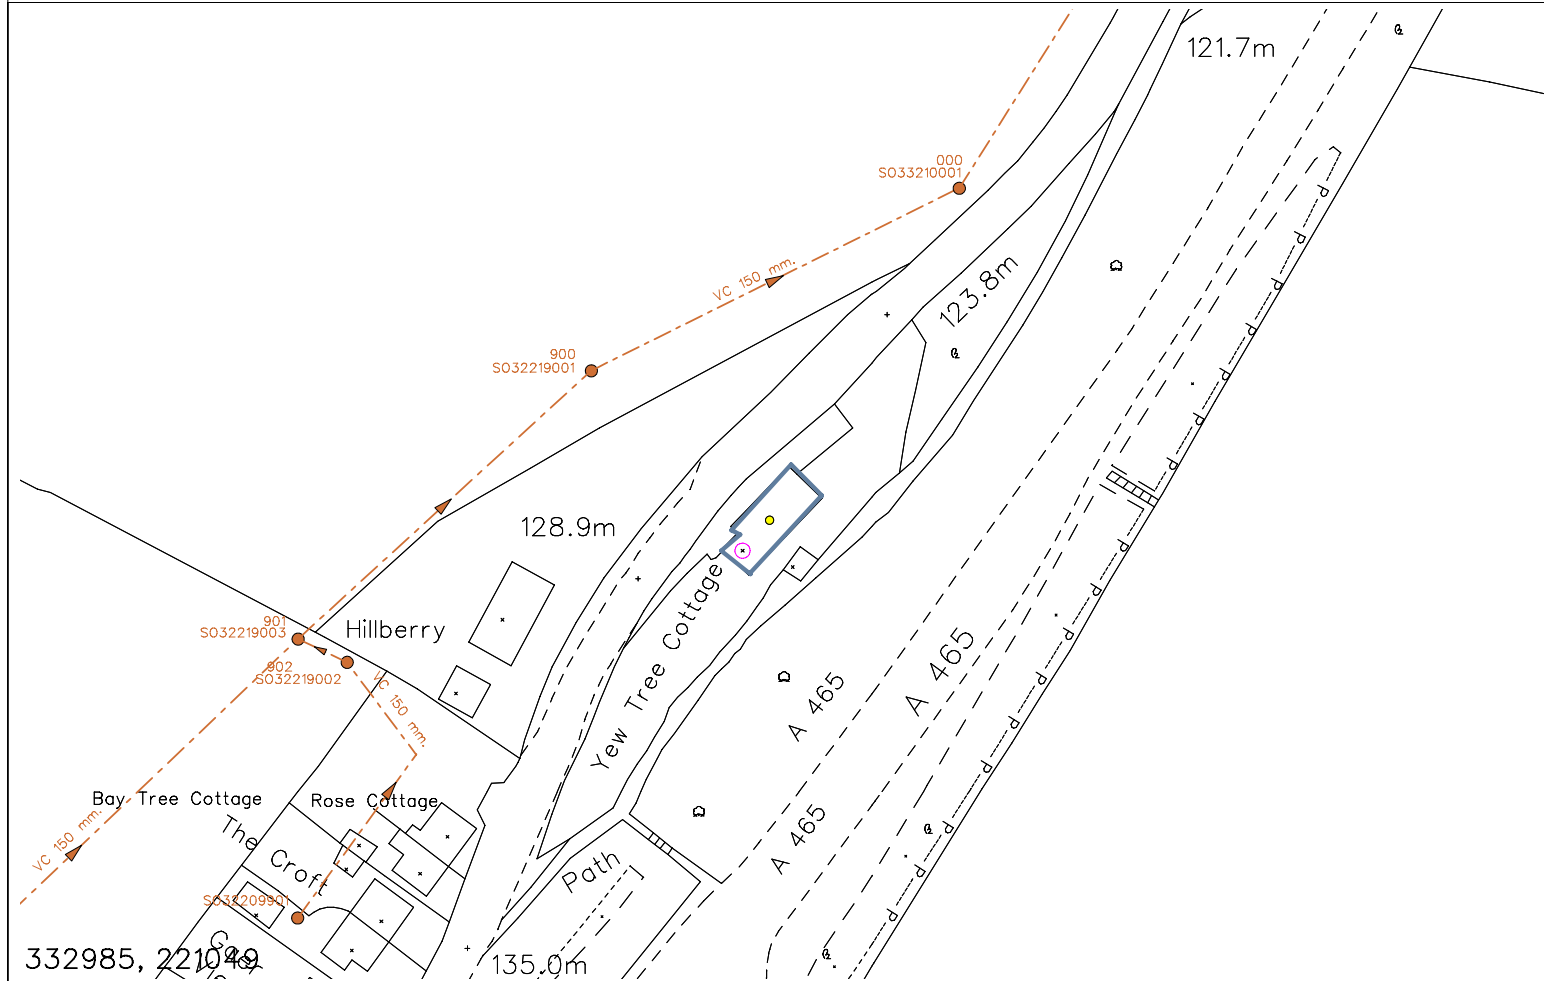 121.7m
000
SO33210001
123.8m
VC 150 mm.
900
SO32219001
128.9m
901
SO32219003
Hillberry
902
SO32219002
VC 150 mm.
Yew Tree Cottage
A 465
A 465
Bay Tree Cottage
Rose Cottage
VC 150 mm.
The Croft
A 465
Path
SO32209901
332985, 221049
135.0m